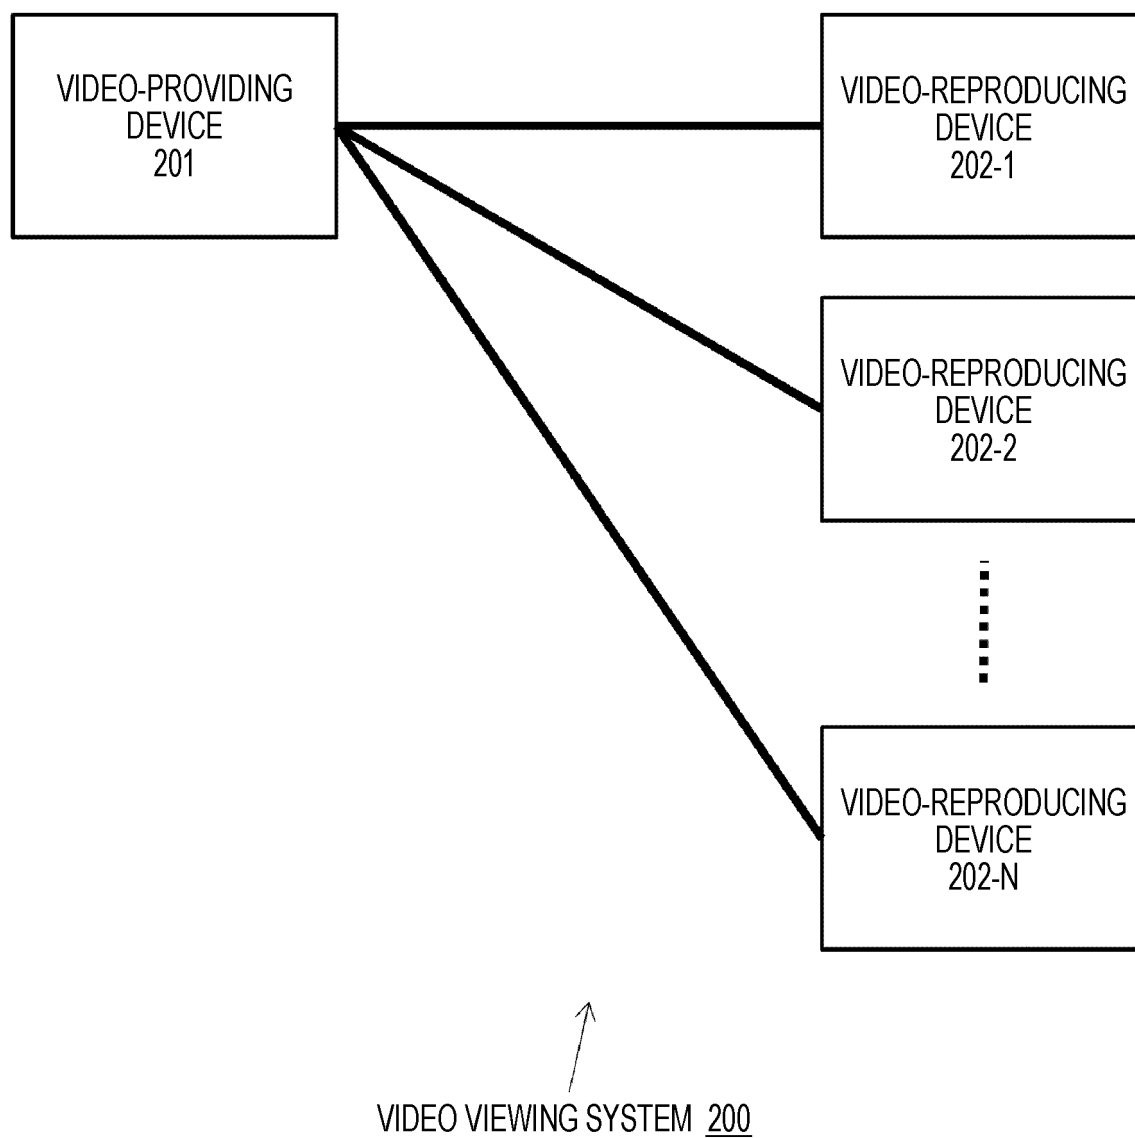 VIDEO-PROVIDING
DEVICE
201
VIDEO-REPRODUCING
DEVICE
202-1
VIDEO-REPRODUCING
DEVICE
202-2
VIDEO-REPRODUCING
DEVICE
202-N
VIDEO VIEWING SYSTEM 200